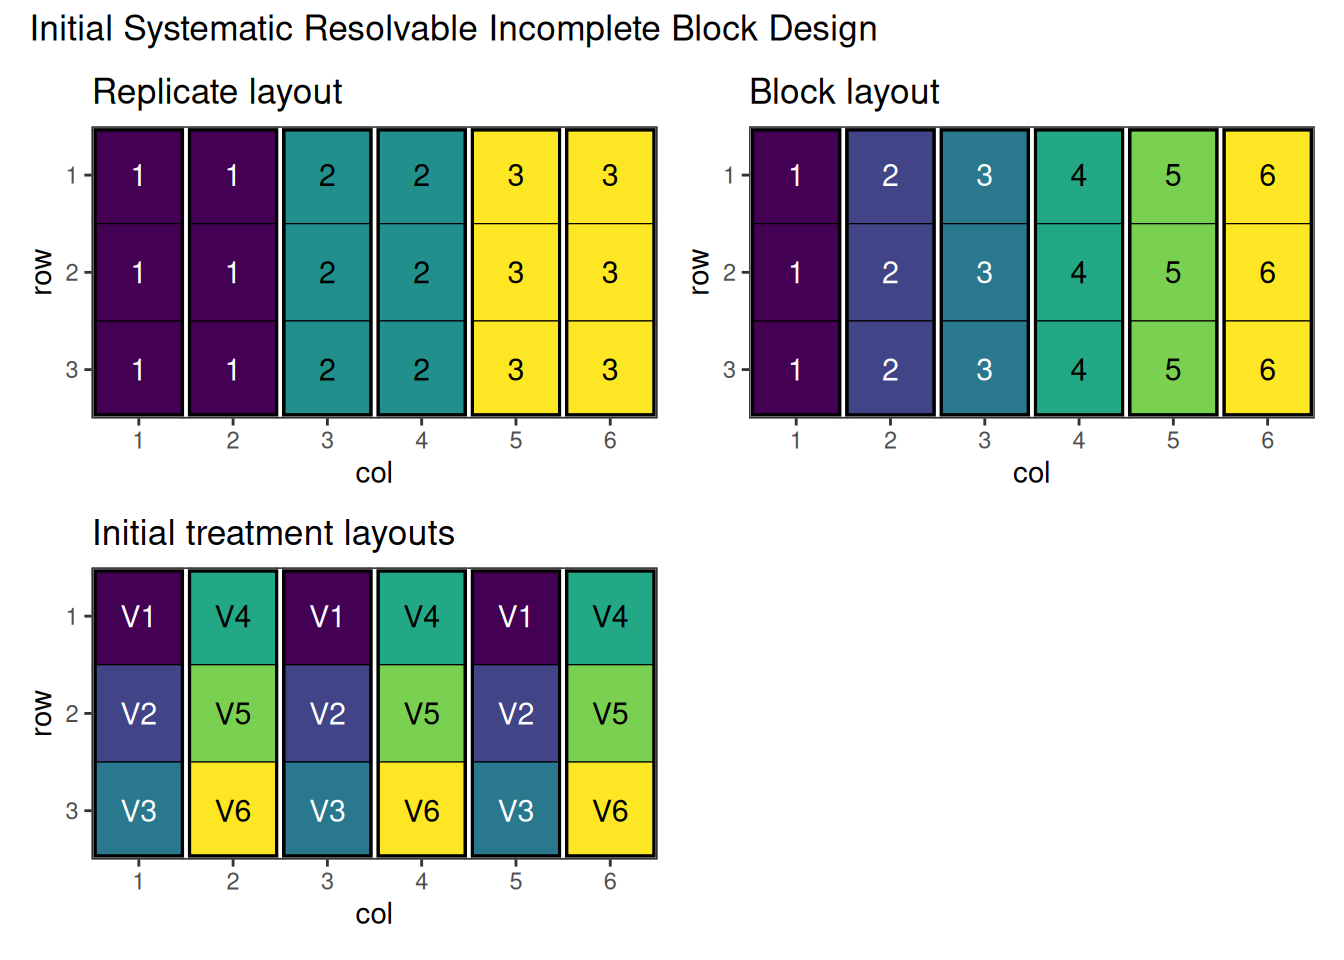 Initial Systematic Resolvable Incomplete Block Design
Replicate layout
row
1 1 1 2 2 3 3
2 1 1 2 2 3 3
3 1 1 2 2 3 3
1 2 3 4 5 6
col
Block layout
row
1 1 2 3 4 5 6
2 1 2 3 4 5 6
3 1 2 3 4 5 6
1 2 3 4 5 6
col
Initial treatment layouts
row
1 V1 V4 V1 V4 V1 V4
2 V2 V5 V2 V5 V2 V5
3 V3 V6 V3 V6 V3 V6
1 2 3 4 5 6
col